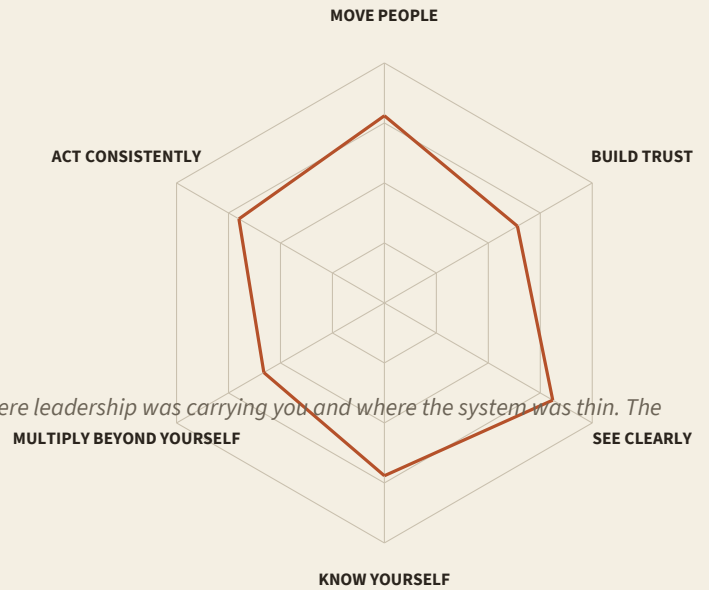 MOVE PEOPLE
ACT CONSISTENTLY
BUILD TRUST
ere leadership was carrying you and where the system was thin. The
MULTIPLY BEYOND YOURSELF
SEE CLEARLY
KNOW YOURSELF